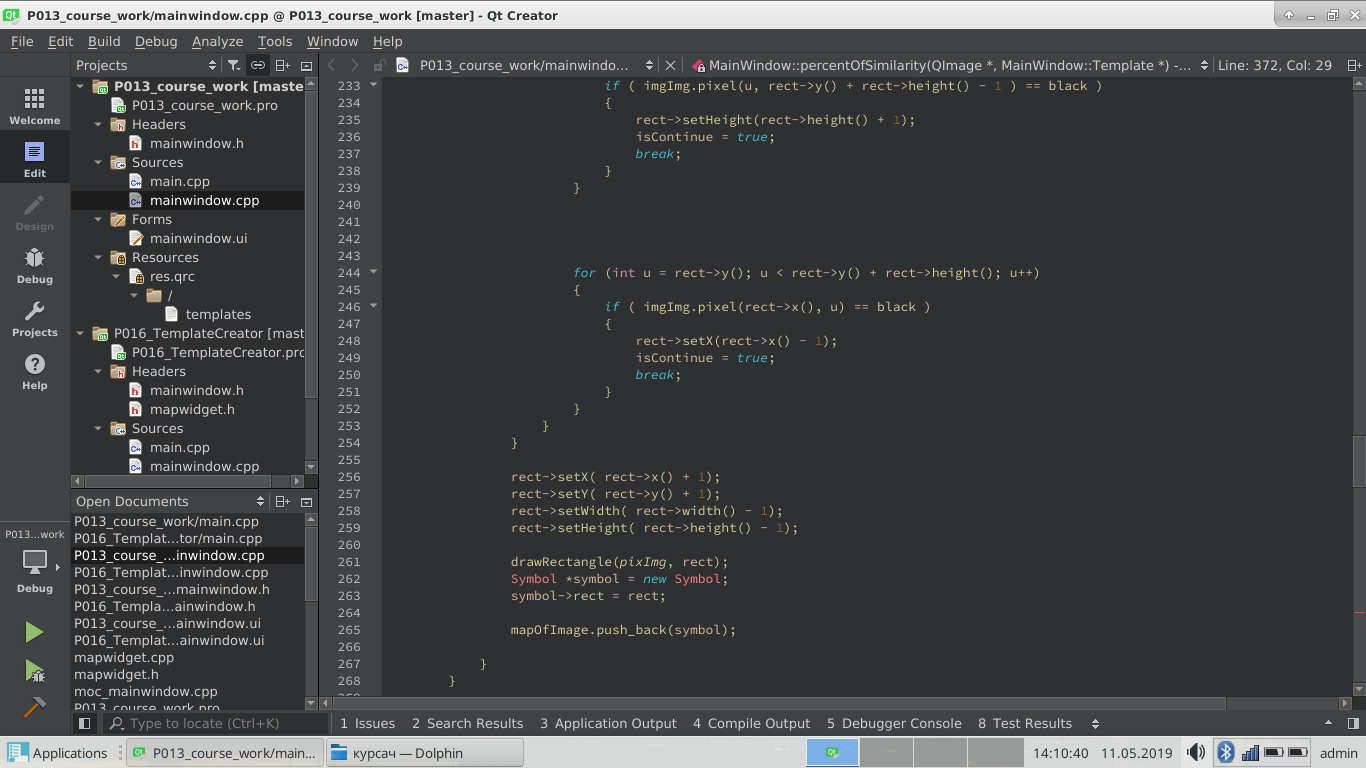 P013_course_work/mainwindow.cpp @ P013_course_work [master] - Qt Creator
File Edit Build Debug Analyze Tools Window Help
Projects
P013_course_work/mainwindo...
MainWindow::percentOfSimilarity(QImage *, MainWindow::Template *) -...
Line: 372, Col: 29
Welcome
Edit
Design
Debug
Projects
Help
P013...work
Debug
P013_course_work [maste
P013_course_work.pro
Headers
mainwindow.h
Sources
main.cpp
mainwindow.cpp
Forms
mainwindow.ui
Resources
res.qrc
/
templates
P016_TemplateCreator [mast
P016_TemplateCreator.pro
Headers
mainwindow.h
mapwidget.h
Sources
main.cpp
mainwindow.cpp
Open Documents
P013_course_work/main.cpp
P016_Templat...tor/main.cpp
P013_course_...inwindow.cpp
P016_Templat...inwindow.cpp
P013_course_...mainwindow.h
P016_Templa...ainwindow.h
P013_course_...ainwindow.ui
P016_Templat...ainwindow.ui
mapwidget.cpp
mapwidget.h
moc_mainwindow.cpp
P013_course_work.pro
233 if ( imgImg.pixel(u, rect->y() + rect->height() - 1 ) == black )
234 {
235 rect->setHeight(rect->height() + 1);
236 isContinue = true;
237 break;
238 }
239 }
240
241
242
243
244 for (int u = rect->y(); u < rect->y() + rect->height(); u++)
245 {
246 if ( imgImg.pixel(rect->x(), u) == black )
247 {
248 rect->setX(rect->x() - 1);
249 isContinue = true;
250 break;
251 }
252 }
253 }
254 }
255
256 rect->setX( rect->x() + 1);
257 rect->setY( rect->y() + 1);
258 rect->setWidth( rect->width() - 1);
259 rect->setHeight( rect->height() - 1);
260
261 drawRectangle(pixImg, rect);
262 Symbol *symbol = new Symbol;
263 symbol->rect = rect;
264
265 mapOfImage.push_back(symbol);
266
267 }
268 }
Type to locate (Ctrl+K)
1 Issues 2 Search Results 3 Application Output 4 Compile Output 5 Debugger Console 8 Test Results
Applications
P013_course_work/main...
курсач — Dolphin
14:10:40 11.05.2019
admin